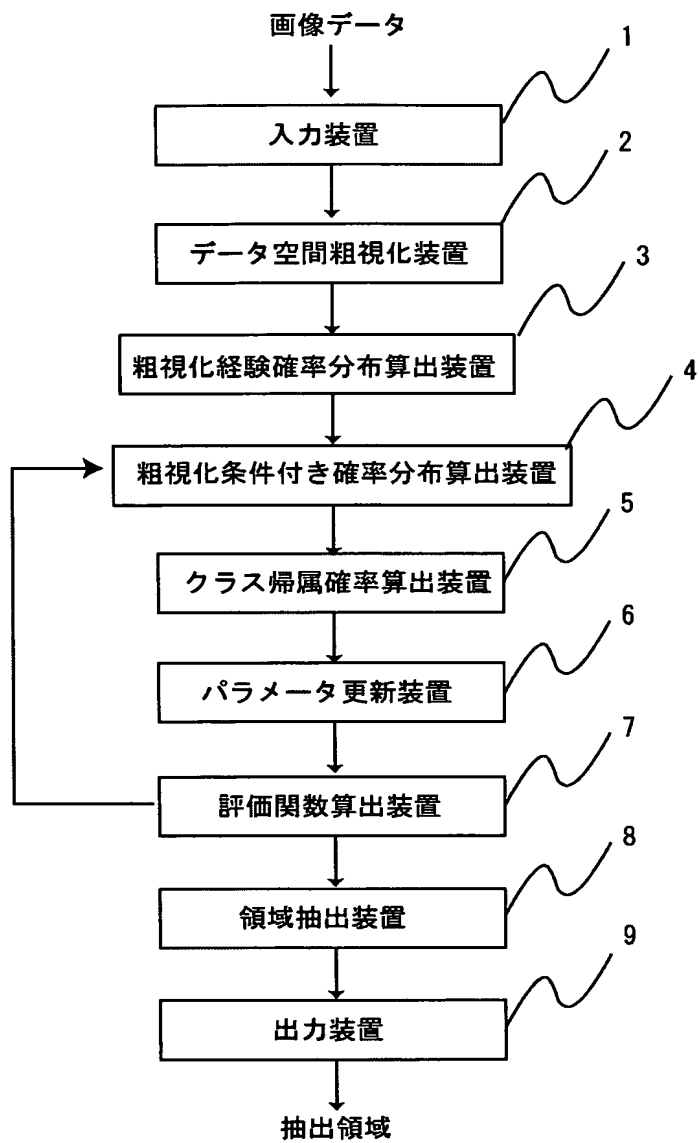 画像データ
1
入力装置
2
データ空間粗視化装置
3
粗視化経験確率分布算出装置
4
粗視化条件付き確率分布算出装置
5
クラス帰属確率算出装置
6
パラメータ更新装置
7
評価関数算出装置
8
領域抽出装置
9
出力装置
抽出領域